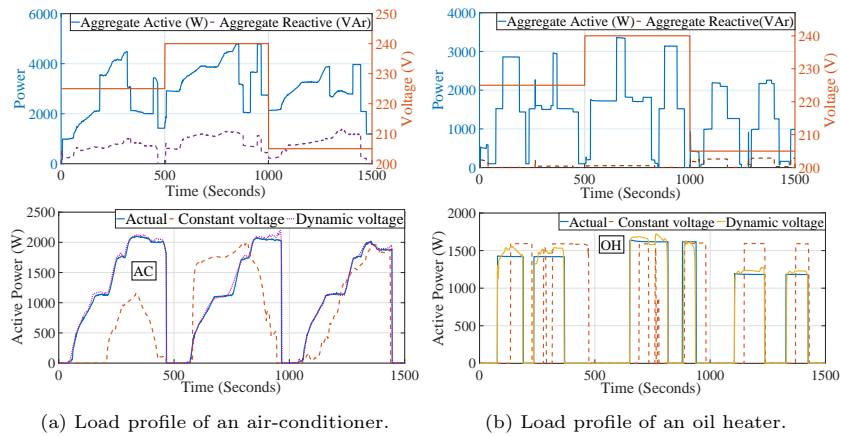 Aggregate Active (W) Aggregate Reactive (VAr)
6000
4000
2000
0
Power
250
240
230
220
210
200
Voltage (V)
0 500 1000 1500
Time (Seconds)
Aggregate Active (W) Aggregate Reactive(VAr)
4000
3000
2000
1000
0
Power
240
230
220
210
200
Voltage (V)
0 500 1000 1500
Time (Seconds)
Actual Constant voltage Dynamic voltage
2500
2000
1500
1000
500
0
Active Power (W)
AC
0 500 1000 1500
Time (Seconds)
Actual Constant voltage Dynamic voltage
2000
1500
1000
500
0
Active Power (W)
OH
0 500 1000 1500
Time (Seconds)
(a) Load profile of an air-conditioner.
(b) Load profile of an oil heater.